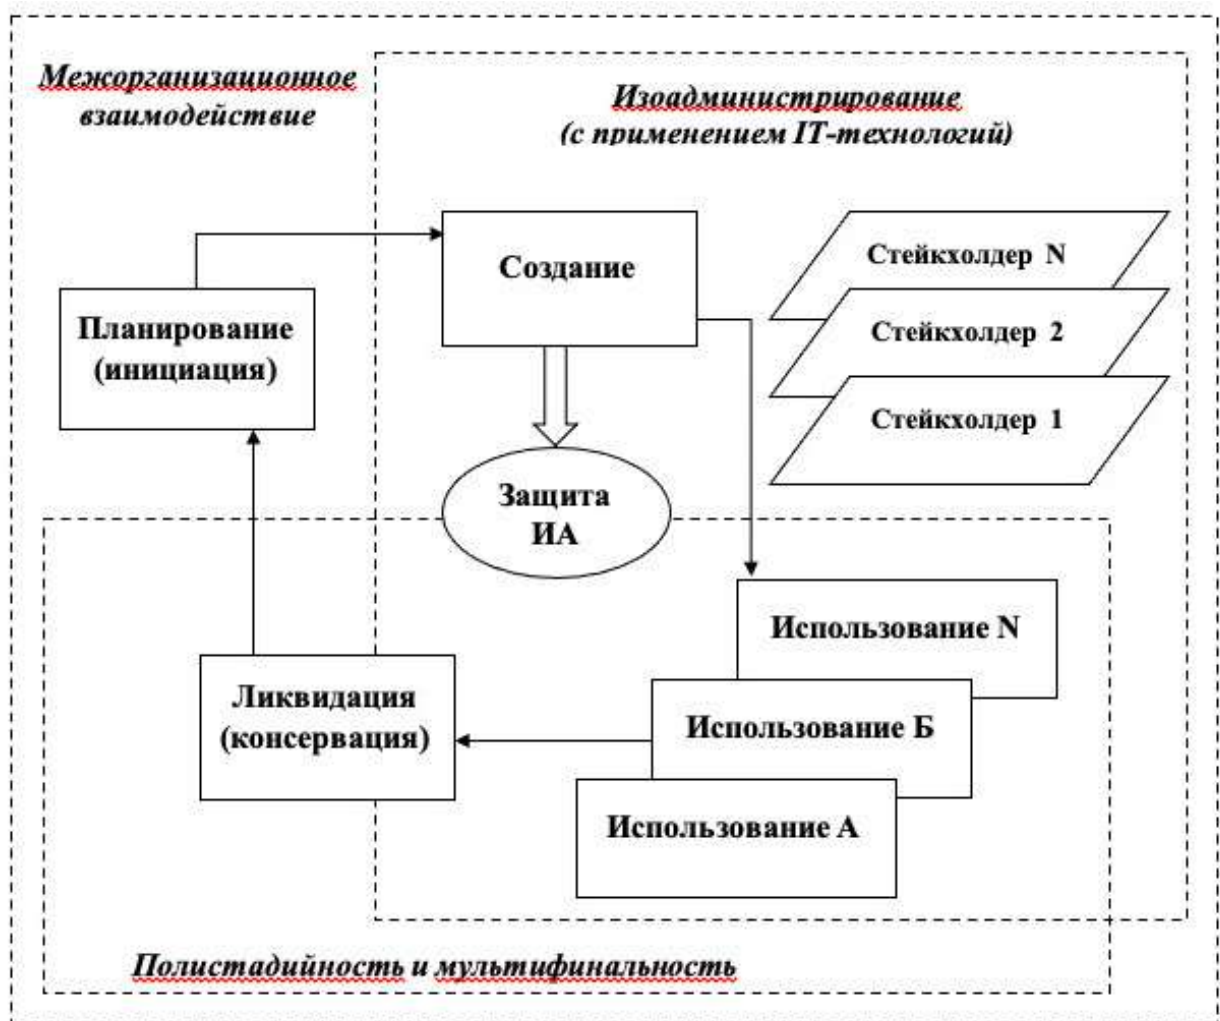 Межорганизационное
взаимодействие
Изоадминистрирование
(с применением IT-технологий)
Создание
Стейкхолдер N
Планирование
(инициация)
Стейкхолдер 2
Стейкхолдер 1
Защита
ИА
Использование N
Ликвидация
(консервация)
Использование Б
Использование А
Полистадийность и мультифинальность